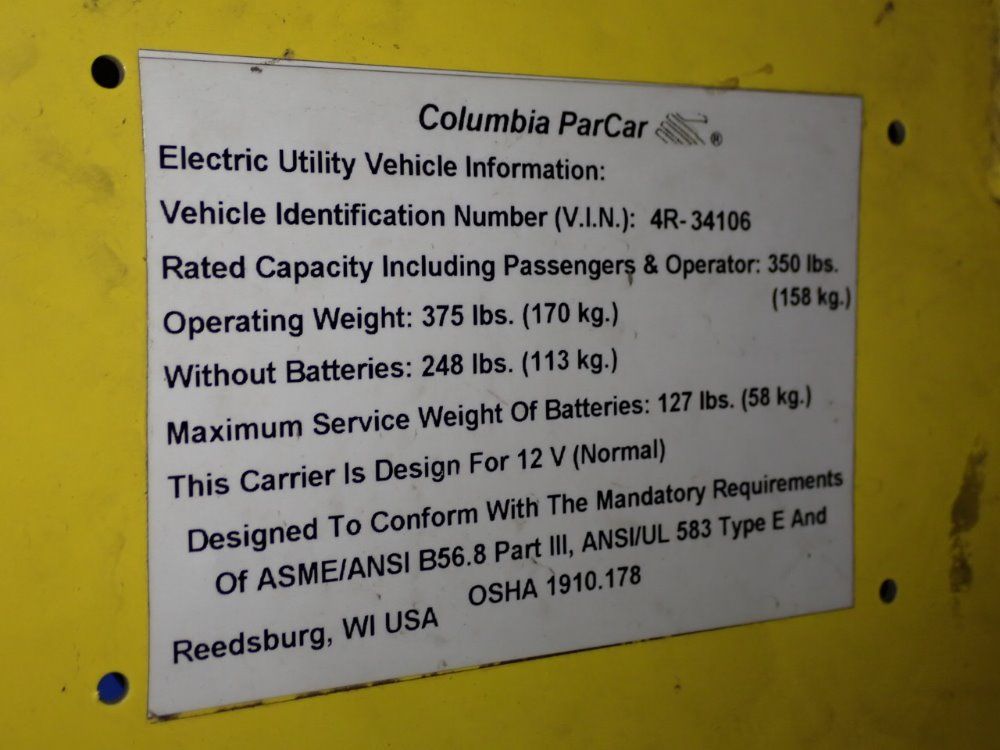 Columbia ParCar ®
Electric Utility Vehicle Information:
Vehicle Identification Number (V.I.N.): 4R-34106
Rated Capacity Including Passengers & Operator: 350 lbs.
(158 kg.)
Operating Weight: 375 lbs. (170 kg.)
Without Batteries: 248 lbs. (113 kg.)
Maximum Service Weight Of Batteries: 127 lbs. (58 kg.)
This Carrier Is Design For 12 V (Normal)
Designed To Conform With The Mandatory Requirements
Of ASME/ANSI B56.8 Part III, ANSI/UL 583 Type E And
OSHA 1910.178
Reedsburg, WI USA